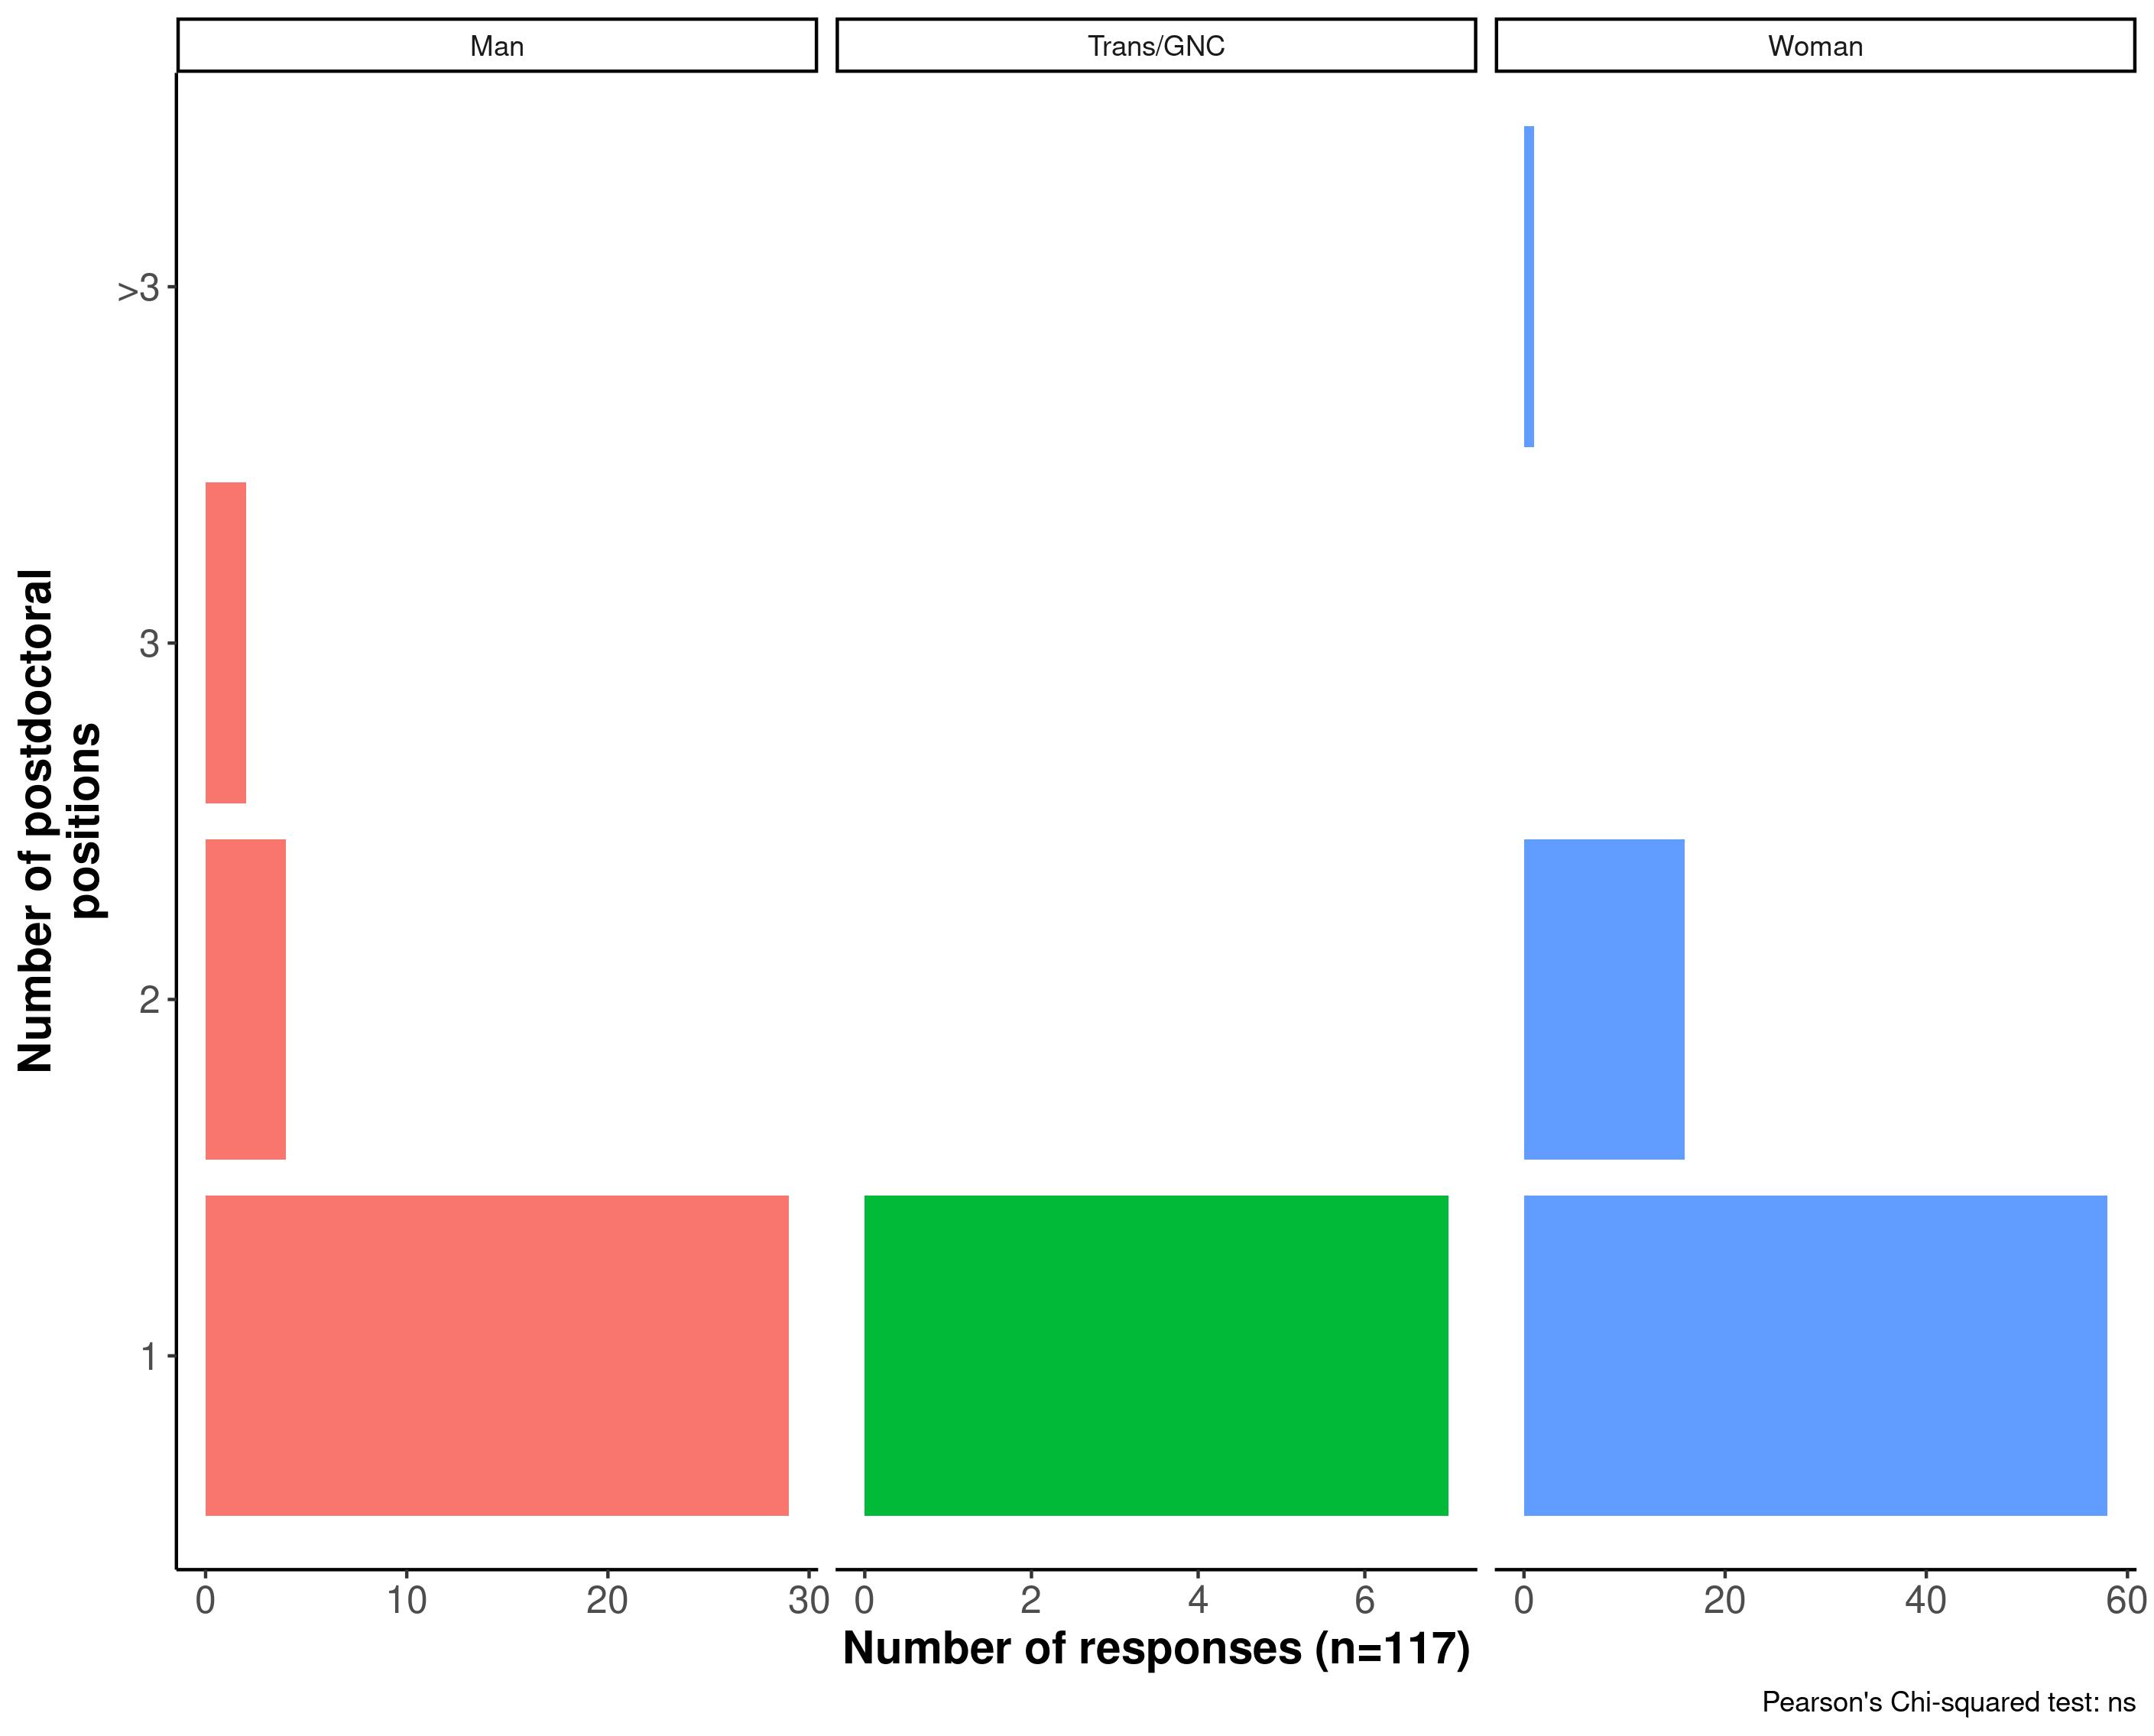 Man
Trans/GNC
Woman
Number of postdoctoral
positions
>3
3
2
1
0 10 20 30
0 2 4 6
0 20 40 60
Number of responses (n=117)
Pearson's Chi-squared test: ns